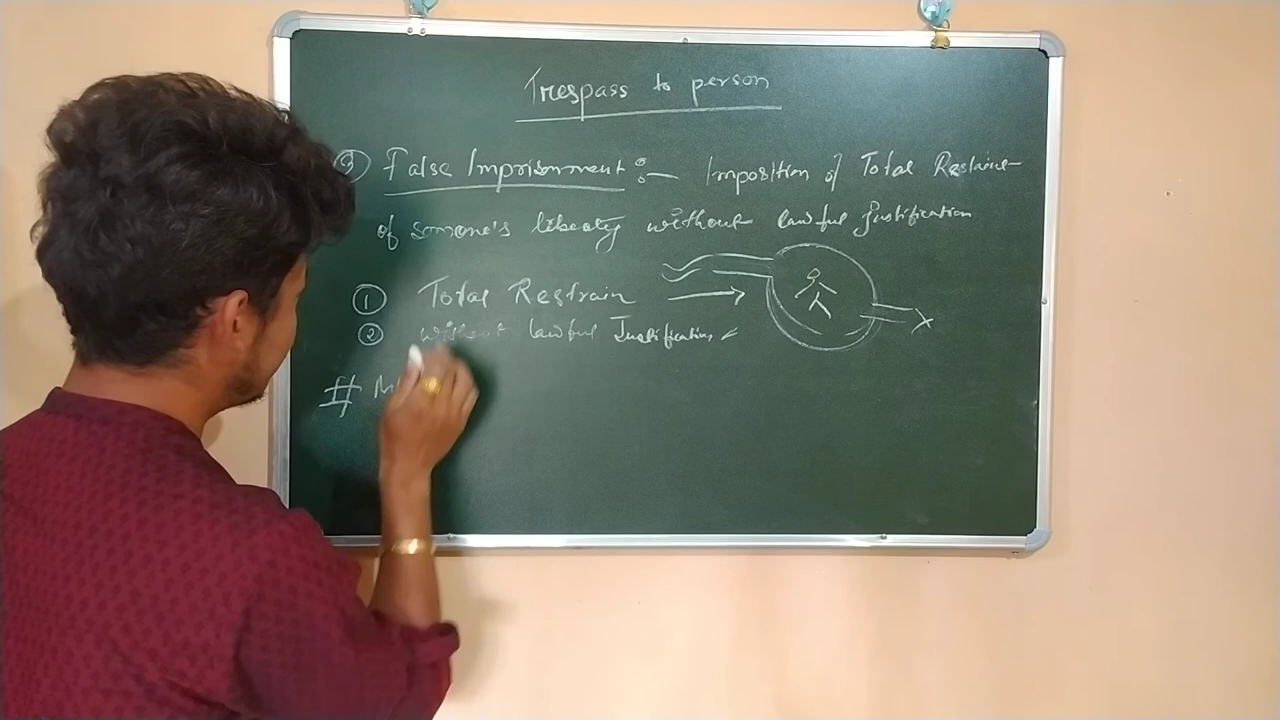 Trespass to person
③ False Imprisonment :— Imposition of Total Restraint
of someone's liberty without lawful justification
① Total Restrain →
② without lawful Justification
# M